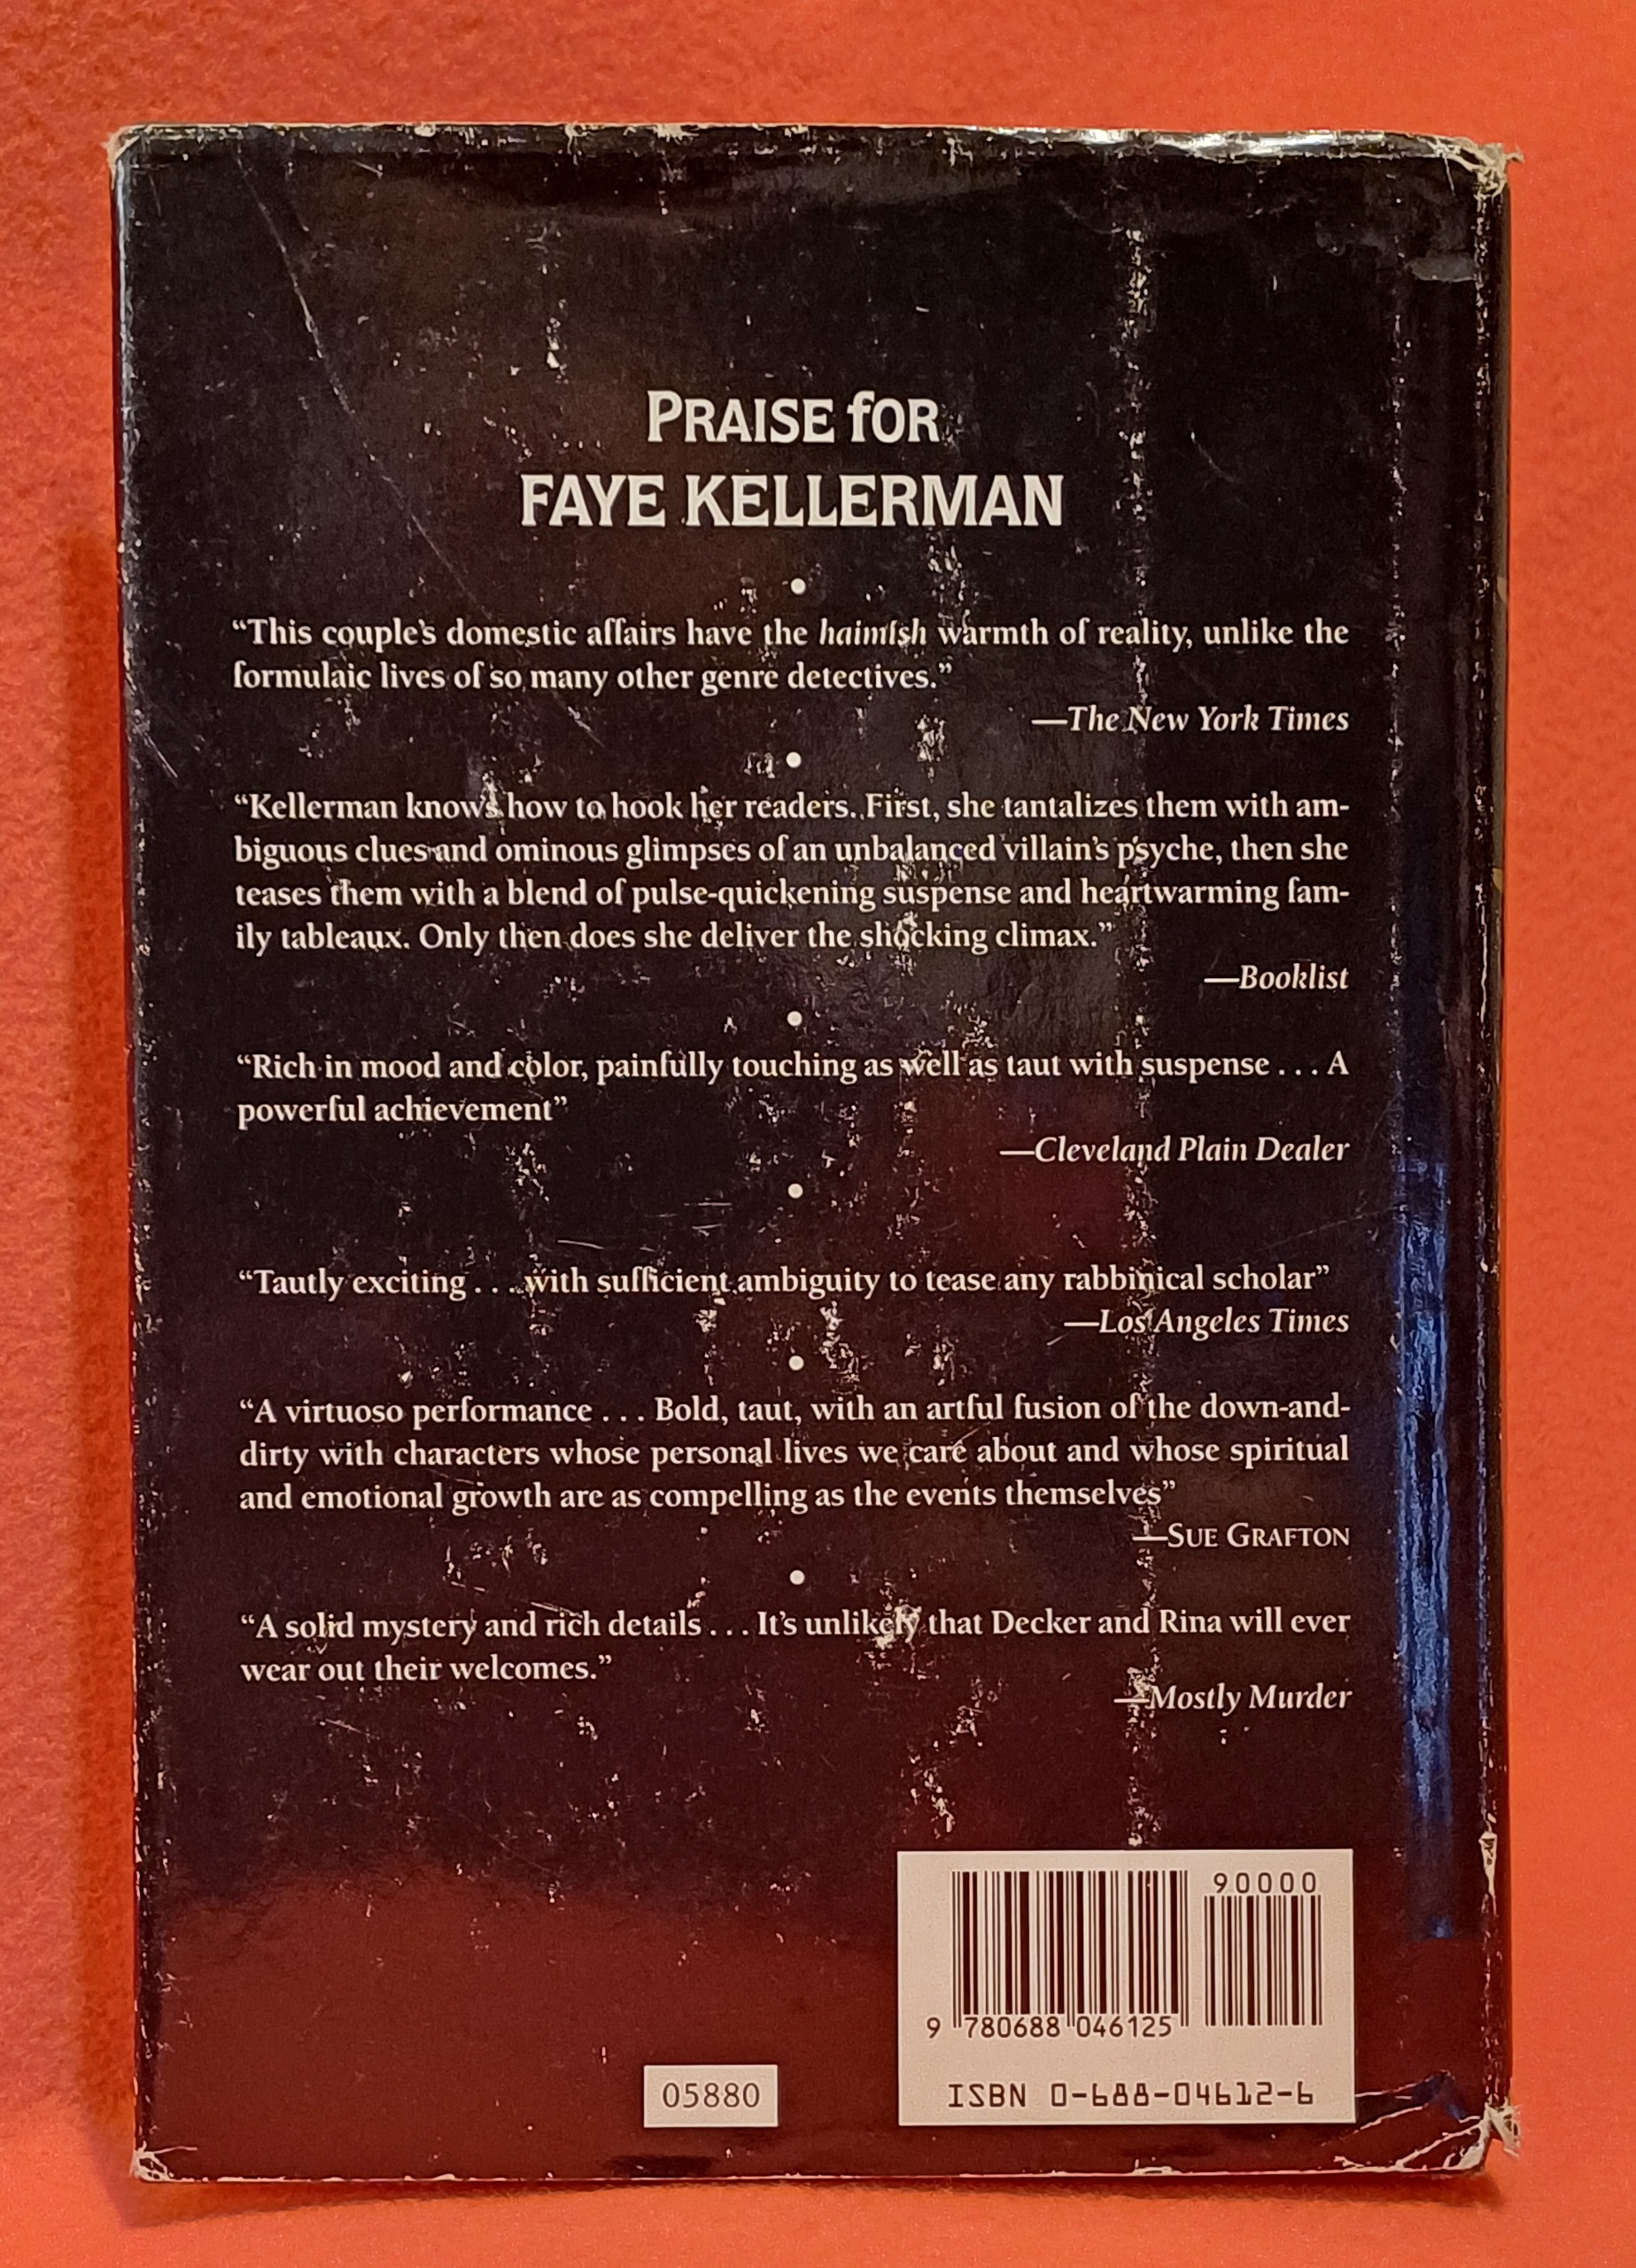 PRAISE fOR
FAYE KELLERMAN
•
“This couple’s domestic affairs have the haimish warmth of reality, unlike the
formulaic lives of so many other genre detectives.”
—The New York Times
•
“Kellerman knows how to hook her readers. First, she tantalizes them with am-
biguous clues and ominous glimpses of an unbalanced villain’s psyche, then she
teases them with a blend of pulse-quickening suspense and heartwarming fam-
ily tableaux. Only then does she deliver the shocking climax.”
—Booklist
•
“Rich in mood and color, painfully touching as well as taut with suspense . . . A
powerful achievement”
—Cleveland Plain Dealer
•
“Tautly exciting . . . with sufficient ambiguity to tease any rabbinical scholar”
—Los Angeles Times
•
“A virtuoso performance . . . Bold, taut, with an artful fusion of the down-and-
dirty with characters whose personal lives we care about and whose spiritual
and emotional growth are as compelling as the events themselves”
—SUE GRAFTON
•
“A solid mystery and rich details . . . It’s unlikely that Decker and Rina will ever
wear out their welcomes.”
—Mostly Murder
90000
9 780688 046125
05880
ISBN 0-688-04612-6